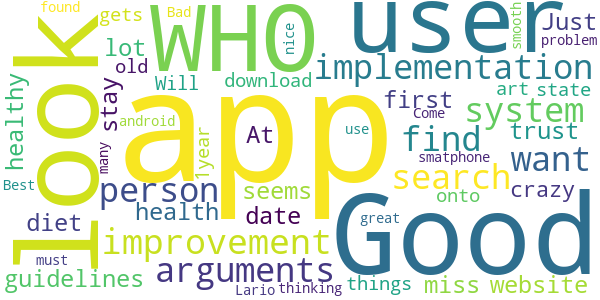 found
Bad
gets
WHO
user
nice
smooth
Just
problem
lot
old
Will
download
implementation
look
healthy
stay
android
app
At
first
Come
system
art
state
many
1year
find
trust
use
smatphone
want
Best
person
seems
search
crazy
diet
health
date
Good
great
onto
must
improvement
guidelines
arguments
Lario
thinking
things
miss
website